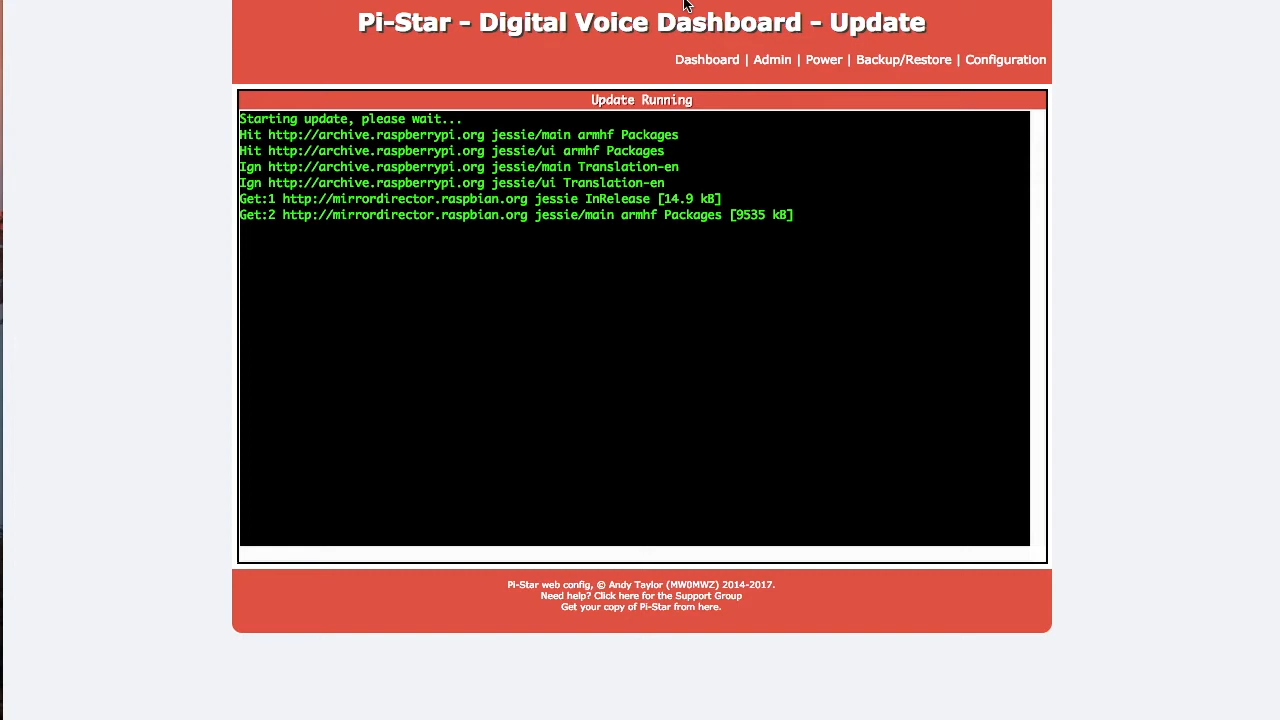 Pi-Star - Digital Voice Dashboard - Update
Dashboard | Admin | Power | Backup/Restore | Configuration
Update Running
Starting update, please wait...
Hit http://archive.raspberrypi.org jessie/main armhf Packages
Hit http://archive.raspberrypi.org jessie/ui armhf Packages
Ign http://archive.raspberrypi.org jessie/main Translation-en
Ign http://archive.raspberrypi.org jessie/ui Translation-en
Get:1 http://mirrordirector.raspbian.org jessie InRelease [14.9 kB]
Get:2 http://mirrordirector.raspbian.org jessie/main armhf Packages [9535 kB]
Pi-Star web config, © Andy Taylor (MW0MWZ) 2014-2017.
Need help? Click here for the Support Group
Get your copy of Pi-Star from here.